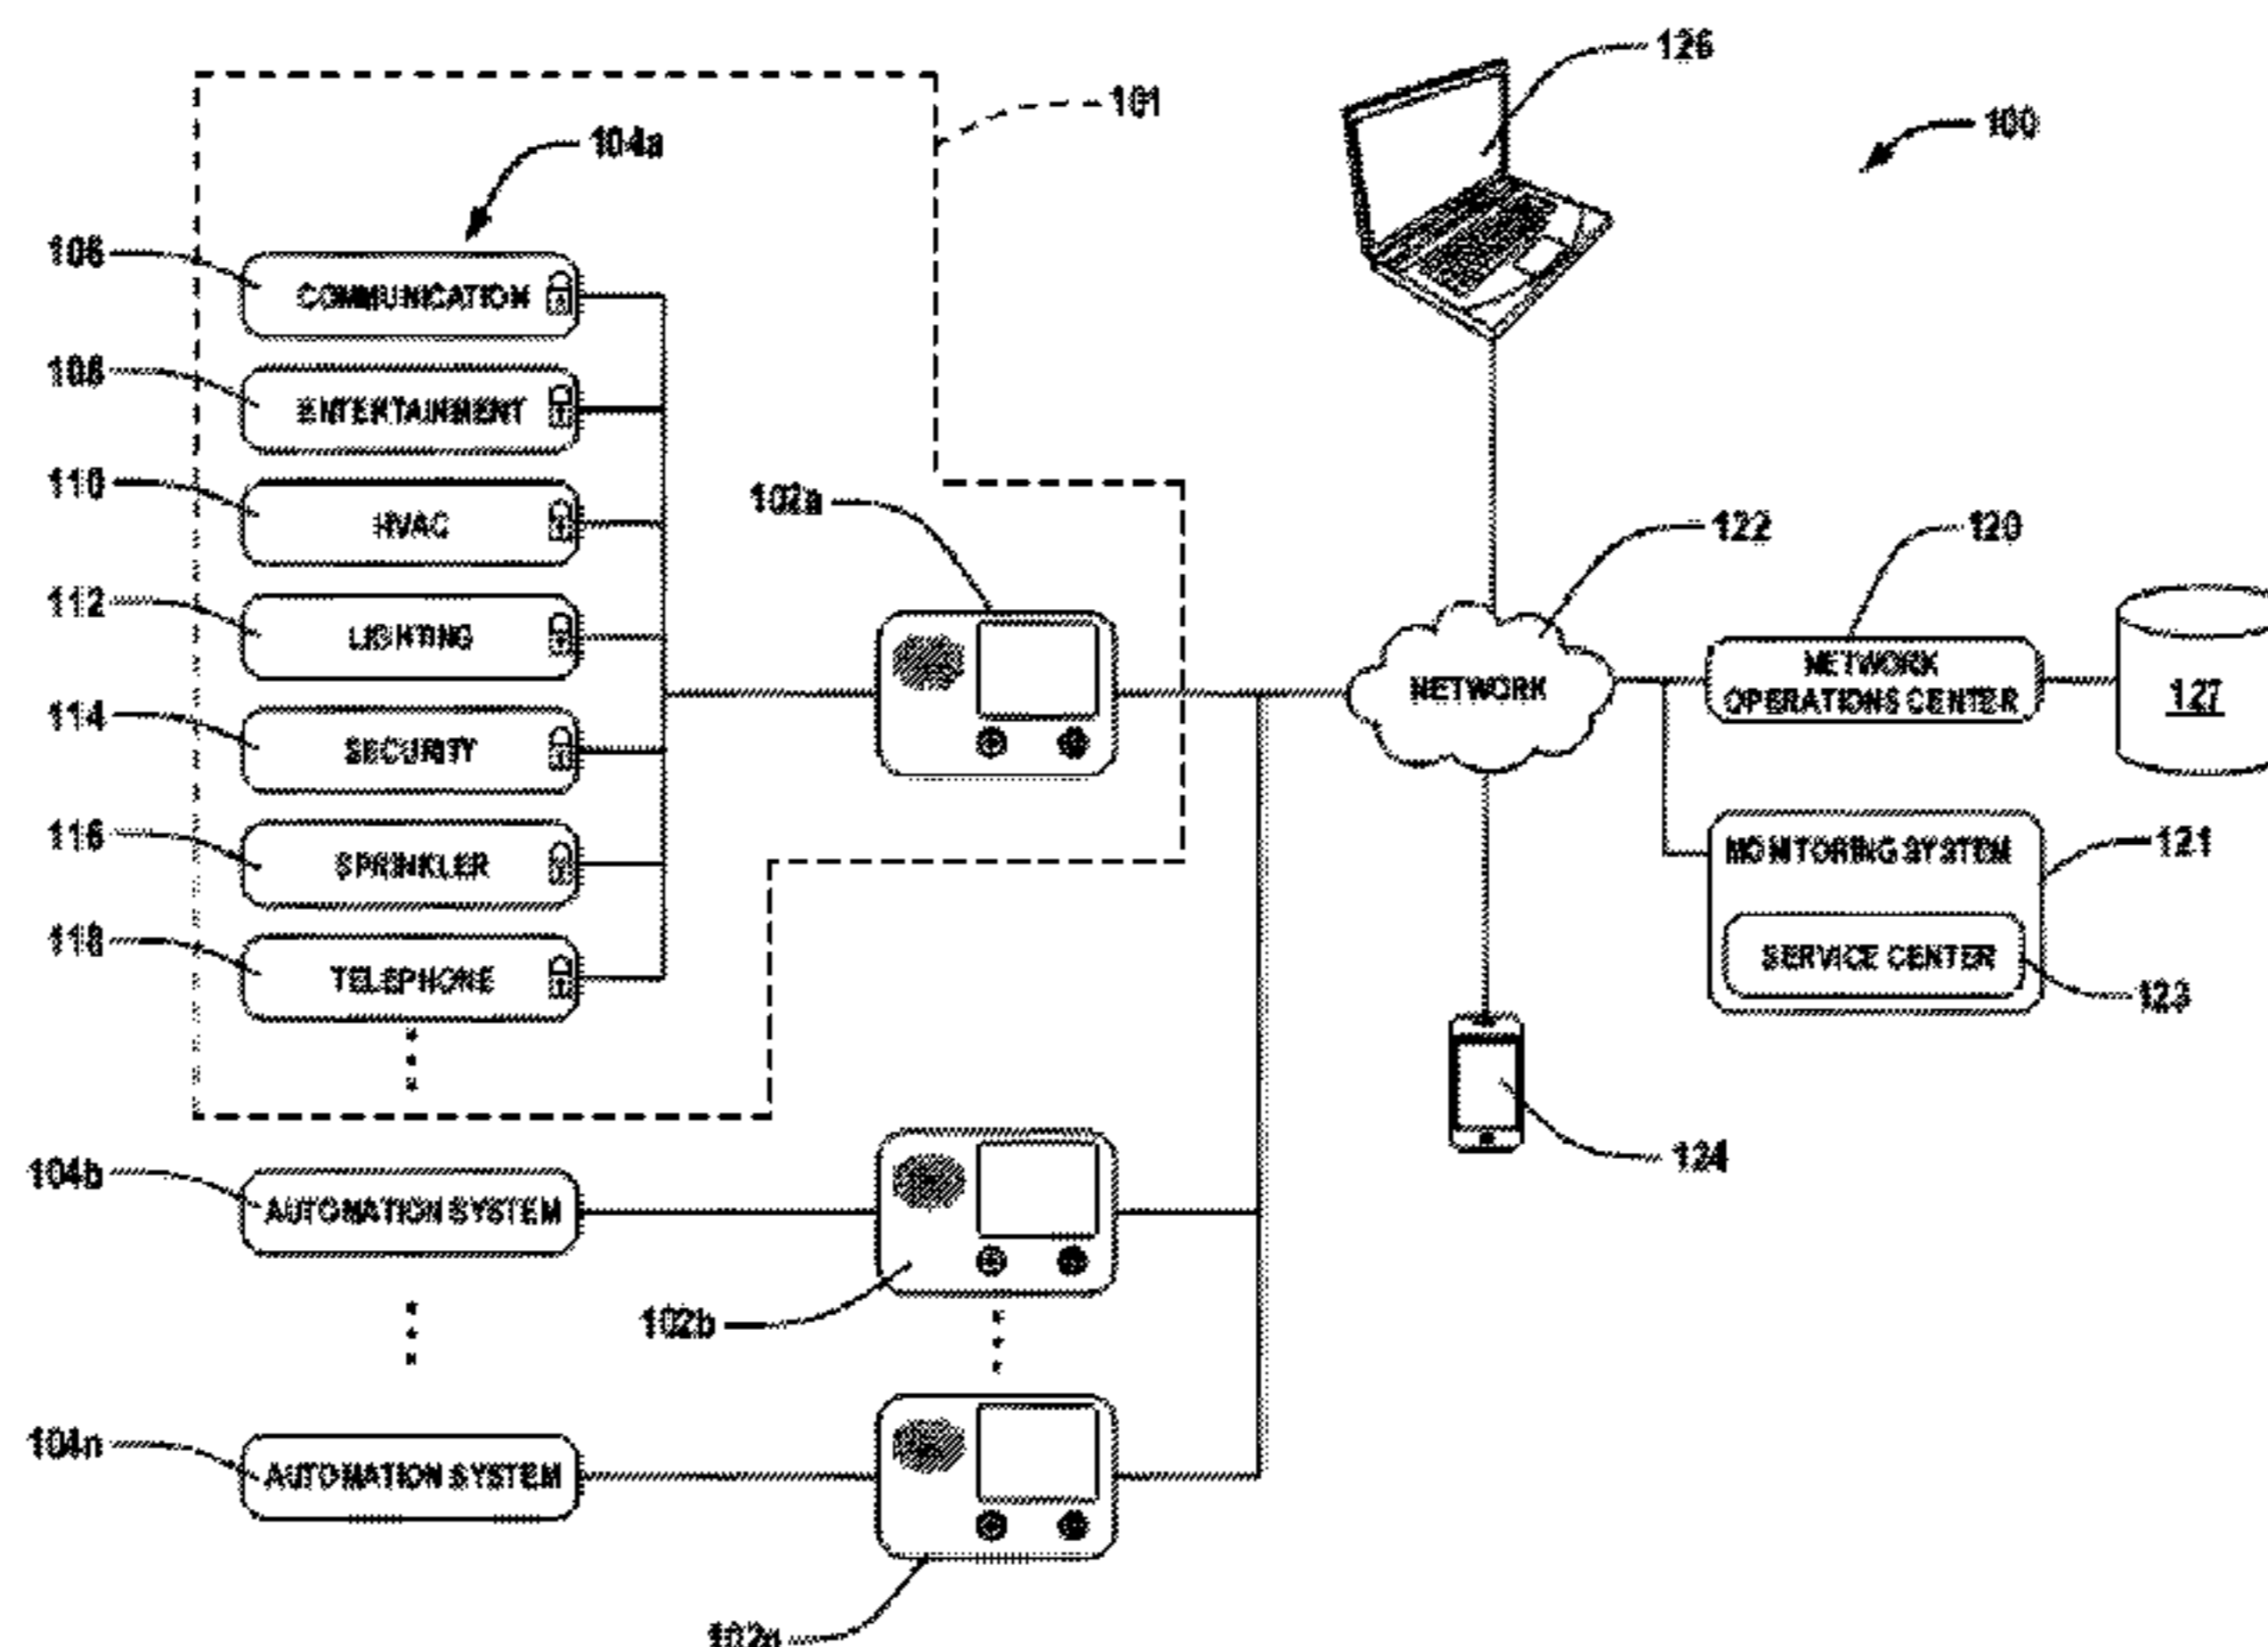 126
101
100
104a
106
COMMUNICATION
108
ENTERTAINMENT
110
HVAC
102a
122
120
112
LIGHTING
NETWORK
NETWORK
OPERATIONS CENTER
127
114
SECURITY
116
SPRINKLER
MONITORING SYSTEM
121
118
TELEPHONE
SERVICE CENTER
123
124
104b
AUTOMATION SYSTEM
102b
104n
AUTOMATION SYSTEM
102n